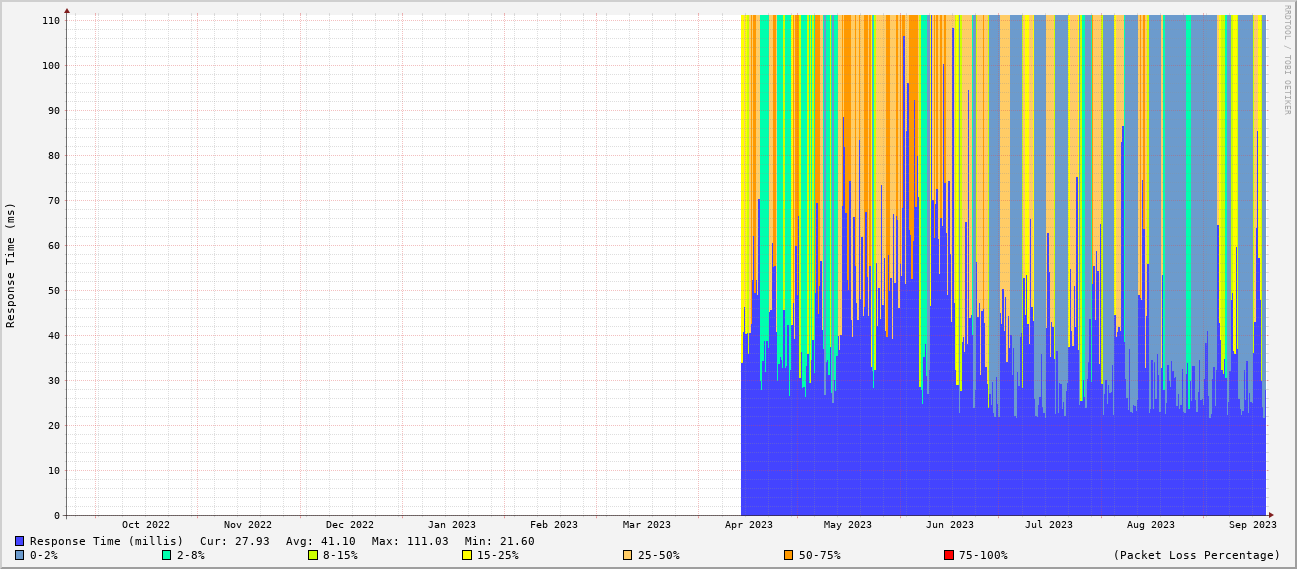 RRDTOOL / TOBI OETIKER
Response Time (ms)
110
100
90
80
70
60
50
40
30
20
10
0
Oct 2022 Nov 2022 Dec 2022 Jan 2023 Feb 2023 Mar 2023 Apr 2023 May 2023 Jun 2023 Jul 2023 Aug 2023 Sep 2023
Response Time (millis) Cur: 27.93 Avg: 41.10 Max: 111.03 Min: 21.60
0-2% 2-8% 8-15% 15-25% 25-50% 50-75% 75-100% (Packet Loss Percentage)